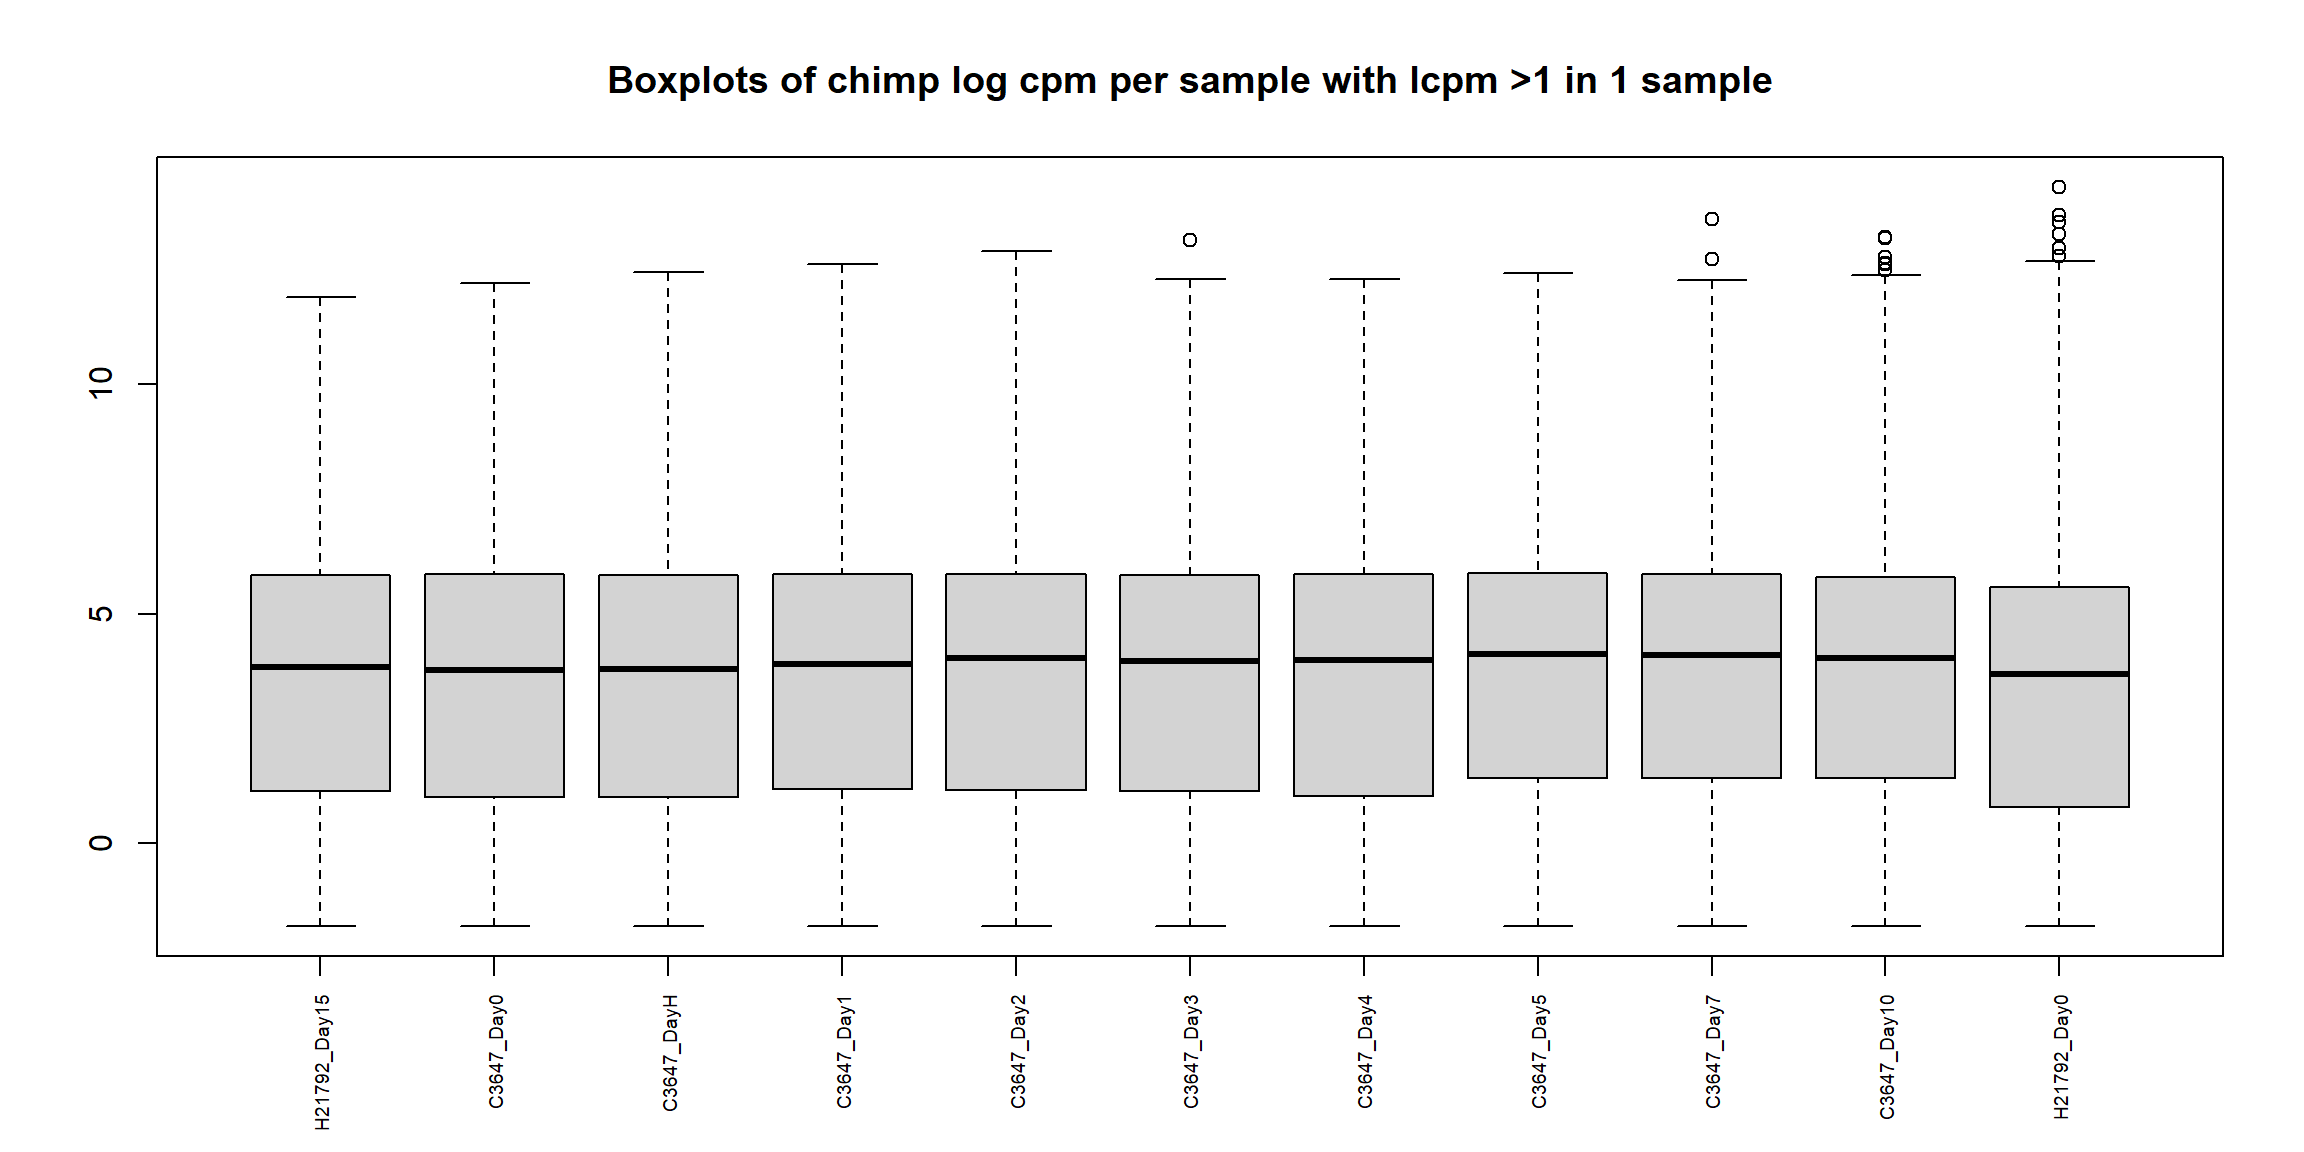 Boxplots of chimp log cpm per sample with lcpm >1 in 1 sample
10
5
0
H21792_Day15
C3647_Day0
C3647_DayH
C3647_Day1
C3647_Day2
C3647_Day3
C3647_Day4
C3647_Day5
C3647_Day7
C3647_Day10
H21792_Day0